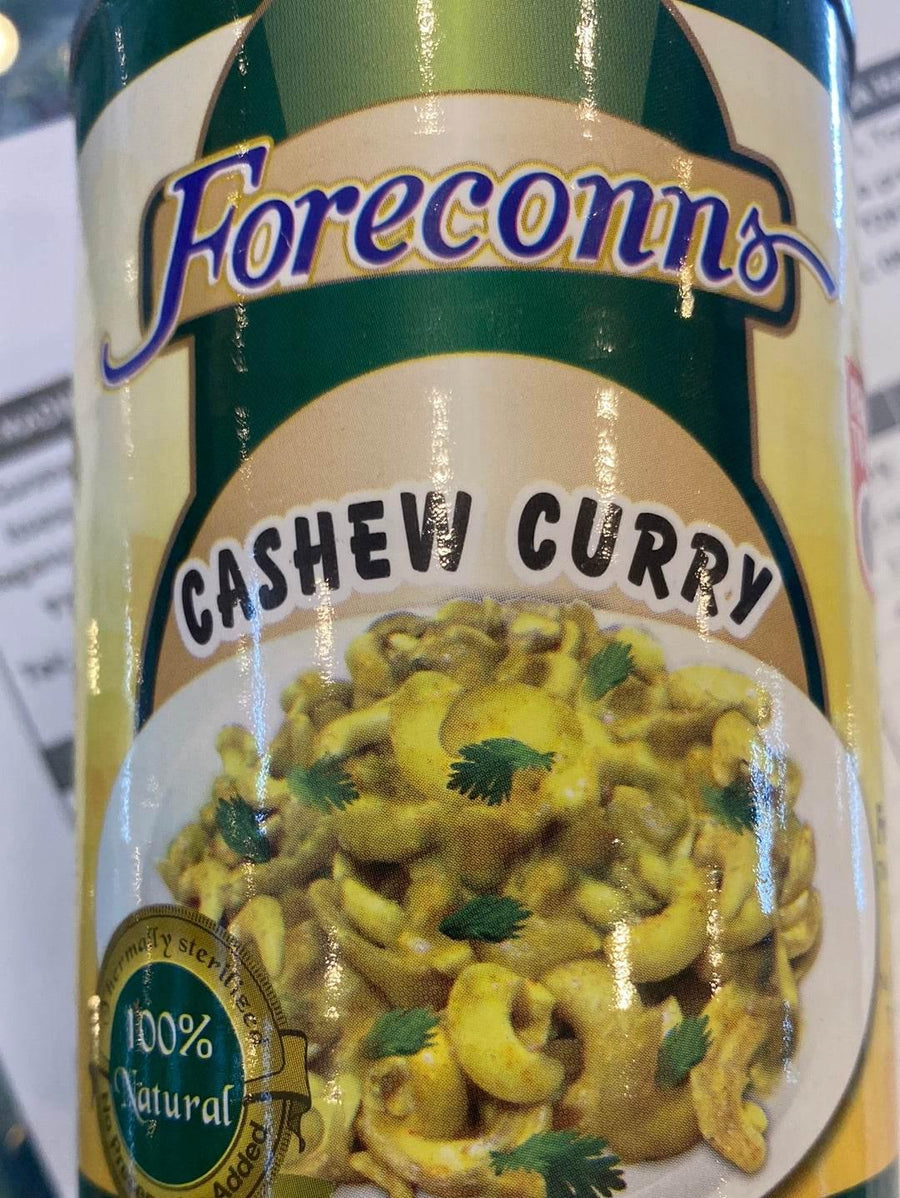 Foreconns
CASHEW CURRY
Thermally sterilized
100%
Natural
Added